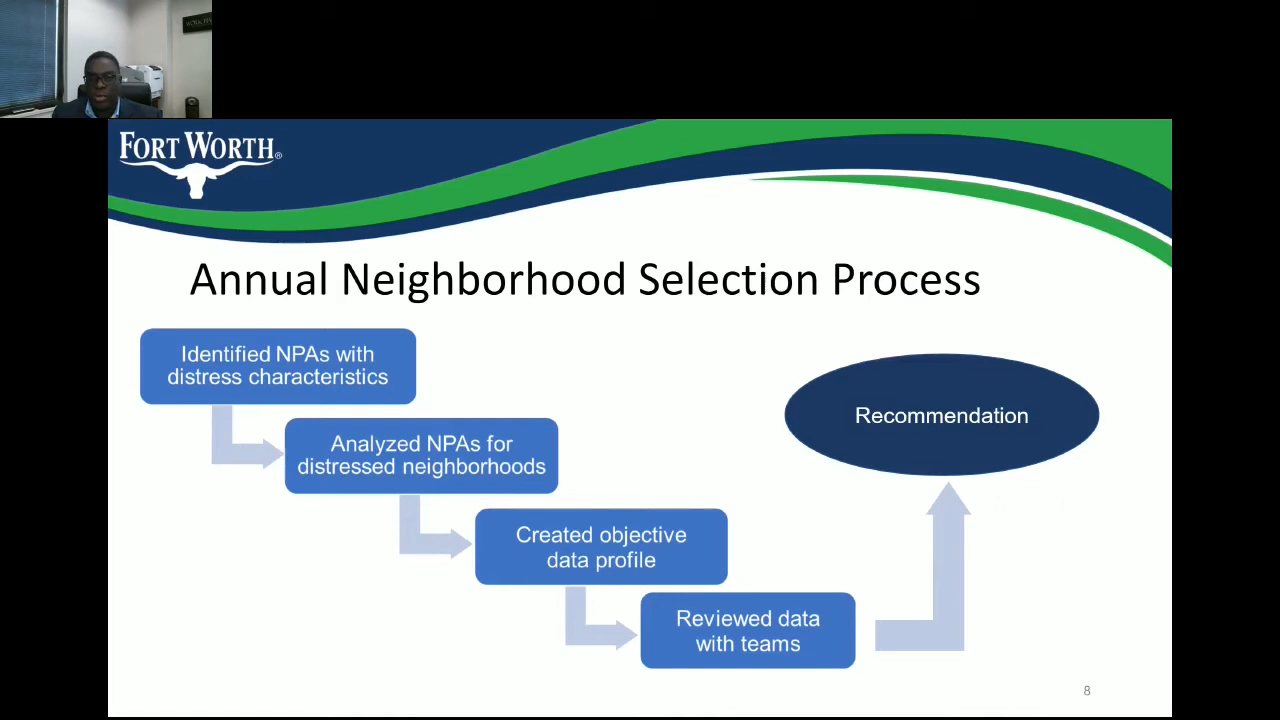 FORT WORTH®
Annual Neighborhood Selection Process
Identified NPAs with
distress characteristics
Analyzed NPAs for
distressed neighborhoods
Created objective
data profile
Reviewed data
with teams
Recommendation
8